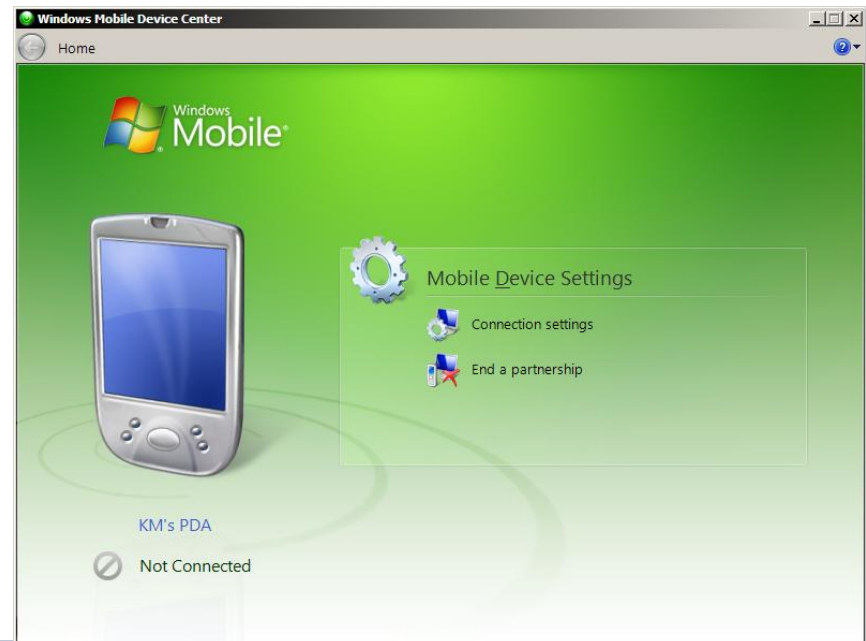 Windows Mobile Device Center
Home
Windows
Mobile®
Mobile Device Settings
Connection settings
End a partnership
KM's PDA
Not Connected